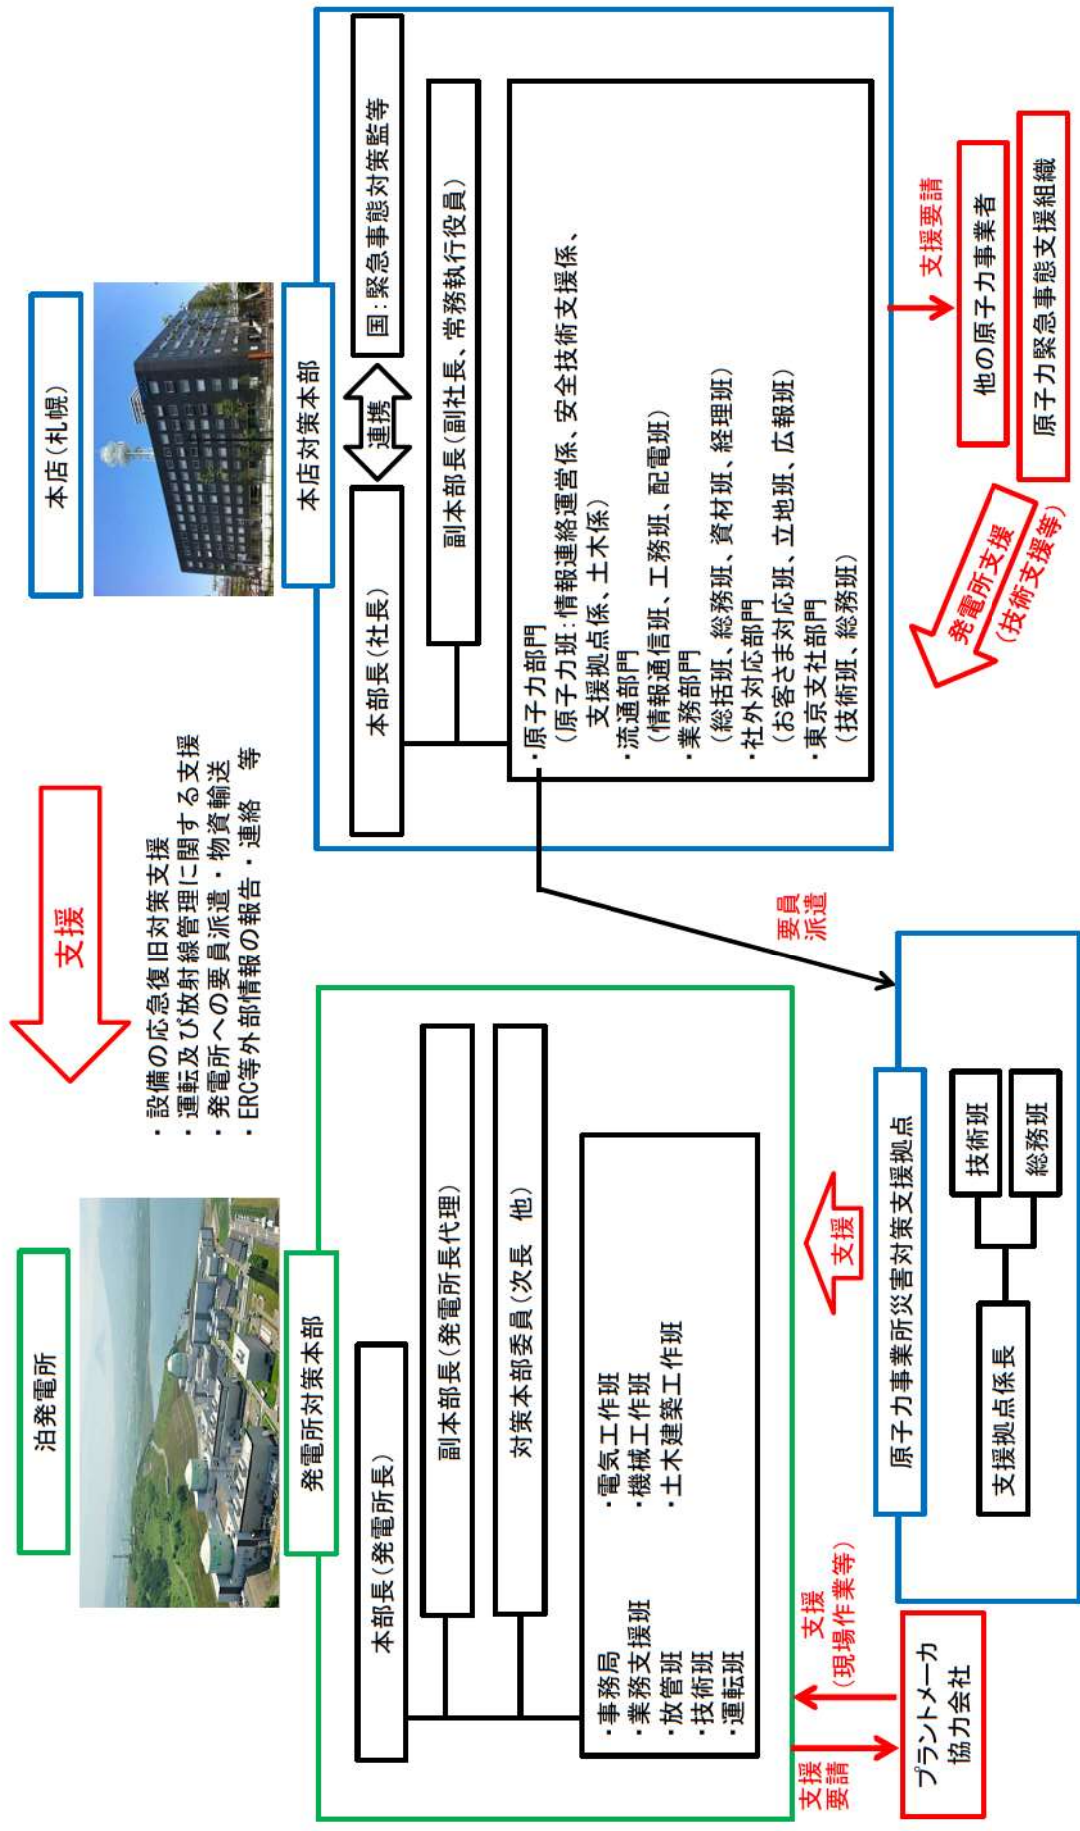 泊発電所
発電所対策本部
本部長(発電所長)
副本部長(発電所長代理)
対策本部委員(次長　他)
・事務局
・業務支援班
・放管班
・技術班
・運転班
・電気工作班
・機械工作班
・土木建築工作班
支援
要請
支援
(現場作業等)
プラントメーカ
協力会社
支援
・設備の応急復旧対策支援
・運転及び放射線管理に関する支援
・発電所への要員派遣・物資輸送
・ERC等外部情報の報告・連絡　等
支援
原子力事業所災害対策支援拠点
支援拠点係長
技術班
総務班
要員
派遣
本店(札幌)
本店対策本部
本部長(社長)
連携
国:緊急事態対策監等
副本部長(副社長、常務執行役員)
・原子力部門
(原子力班:情報連絡運営係、安全技術支援係、
支援拠点係、土木係)
・流通部門
(情報通信班、工務班、配電班)
・業務部門
(総括班、総務班、資材班、経理班)
・社外対応部門
(お客さま対応班、立地班、広報班)
・東京支社部門
(技術班、総務班)
支援要請
他の原子力事業者
原子力緊急事態支援組織
発電所支援
(技術支援等)